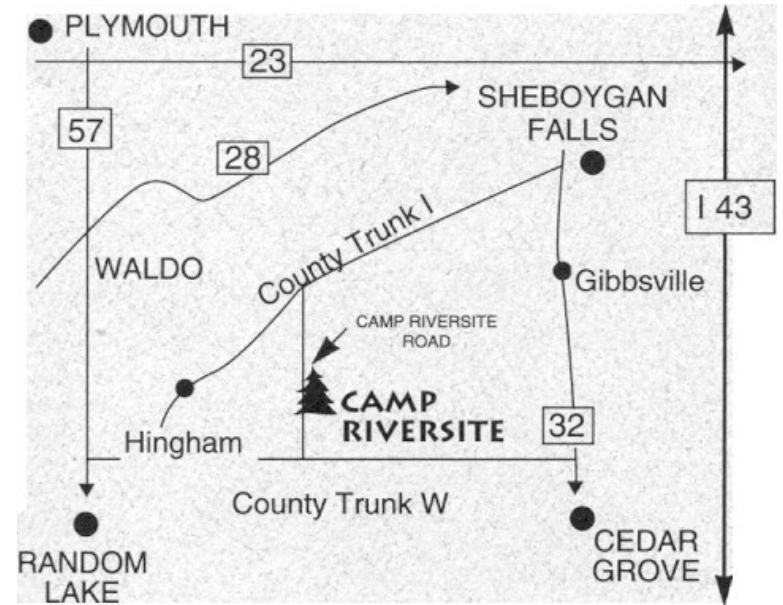 PLYMOUTH
23
57
SHEBOYGAN
FALLS
28
I 43
County Trunk I
WALDO
Gibbsville
CAMP RIVERSITE
ROAD
CAMP
RIVERSITE
Hingham
32
County Trunk W
RANDOM
LAKE
CEDAR
GROVE